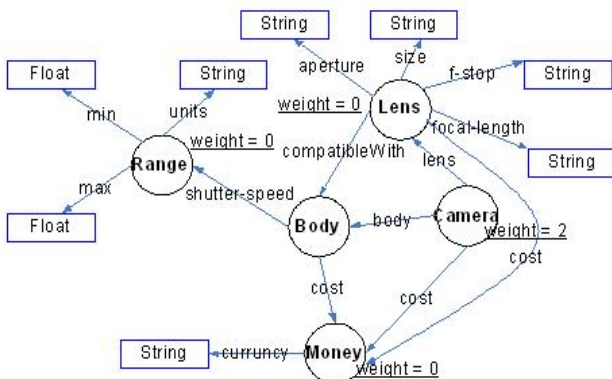 String
String
aperture
size
f-stop
String
Float
String
min
units
weight = 0
Lens
focal-length
weight = 0
Range
compatibleWith
lens
String
max
shutter-speed
Float
Body
body
Camera
weight = 2
cost
cost
cost
String
curruncy
Money
weight = 0